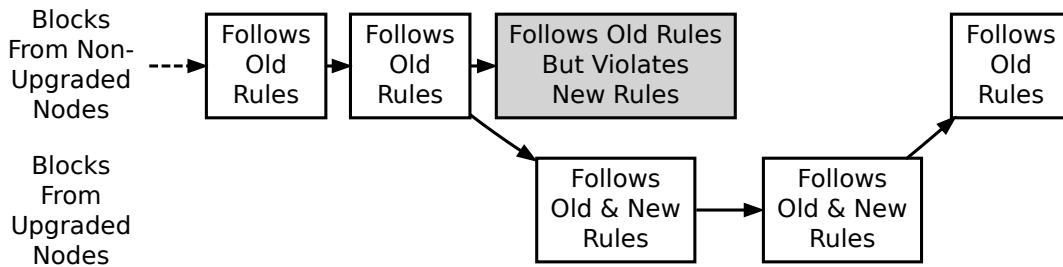 Blocks
From Non-
Upgraded
Nodes
Follows
Old
Rules
Follows
Old
Rules
Follows Old Rules
But Violates
New Rules
Follows
Old
Rules
Blocks
From
Upgraded
Nodes
Follows
Old & New
Rules
Follows
Old & New
Rules